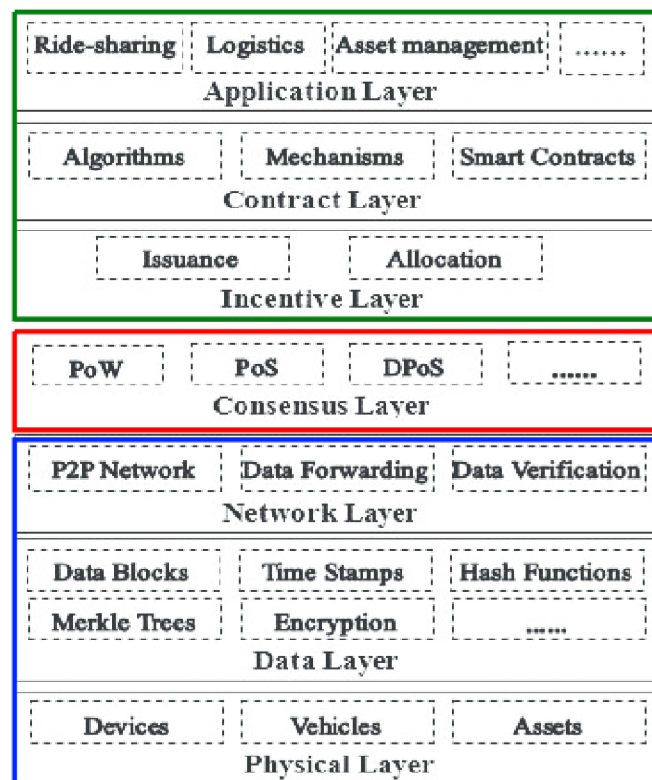 Ride-sharing Logistics Asset management ......
Application Layer
Algorithms Mechanisms Smart Contracts
Contract Layer
Issuance Allocation
Incentive Layer
PoW PoS DPoS ......
Consensus Layer
P2P Network Data Forwarding Data Verification
Network Layer
Data Blocks Time Stamps Hash Functions
Merkle Trees Encryption ......
Data Layer
Devices Vehicles Assets
Physical Layer